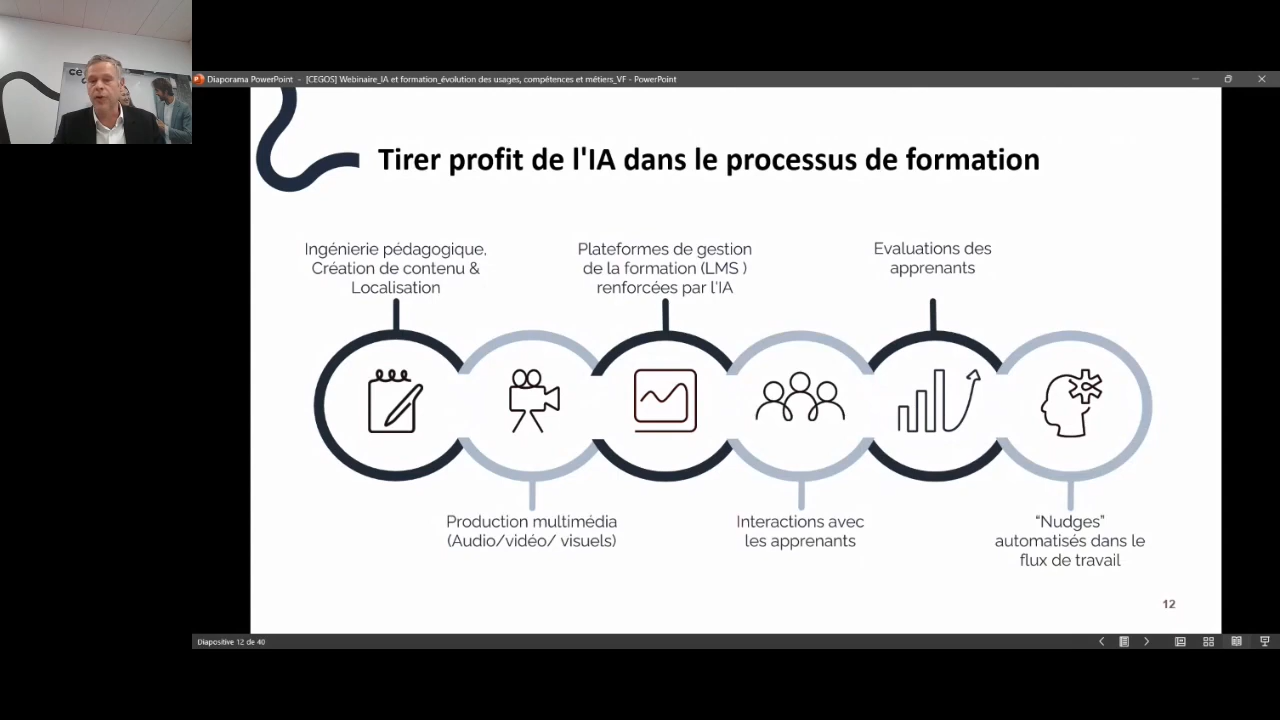 Diaporama PowerPoint - [CEGOS] Webinaire_IA et formation_évolution des usages, compétences et métiers_VF - PowerPoint
Tirer profit de l'IA dans le processus de formation
Ingénierie pédagogique,
Création de contenu &
Localisation
Plateformes de gestion
de la formation (LMS )
renforcées par l'IA
Evaluations des
apprenants
Production multimédia
(Audio/vidéo/ visuels)
Interactions avec
les apprenants
“Nudges”
automatisés dans le
flux de travail
12
Diapositive 12 de 40